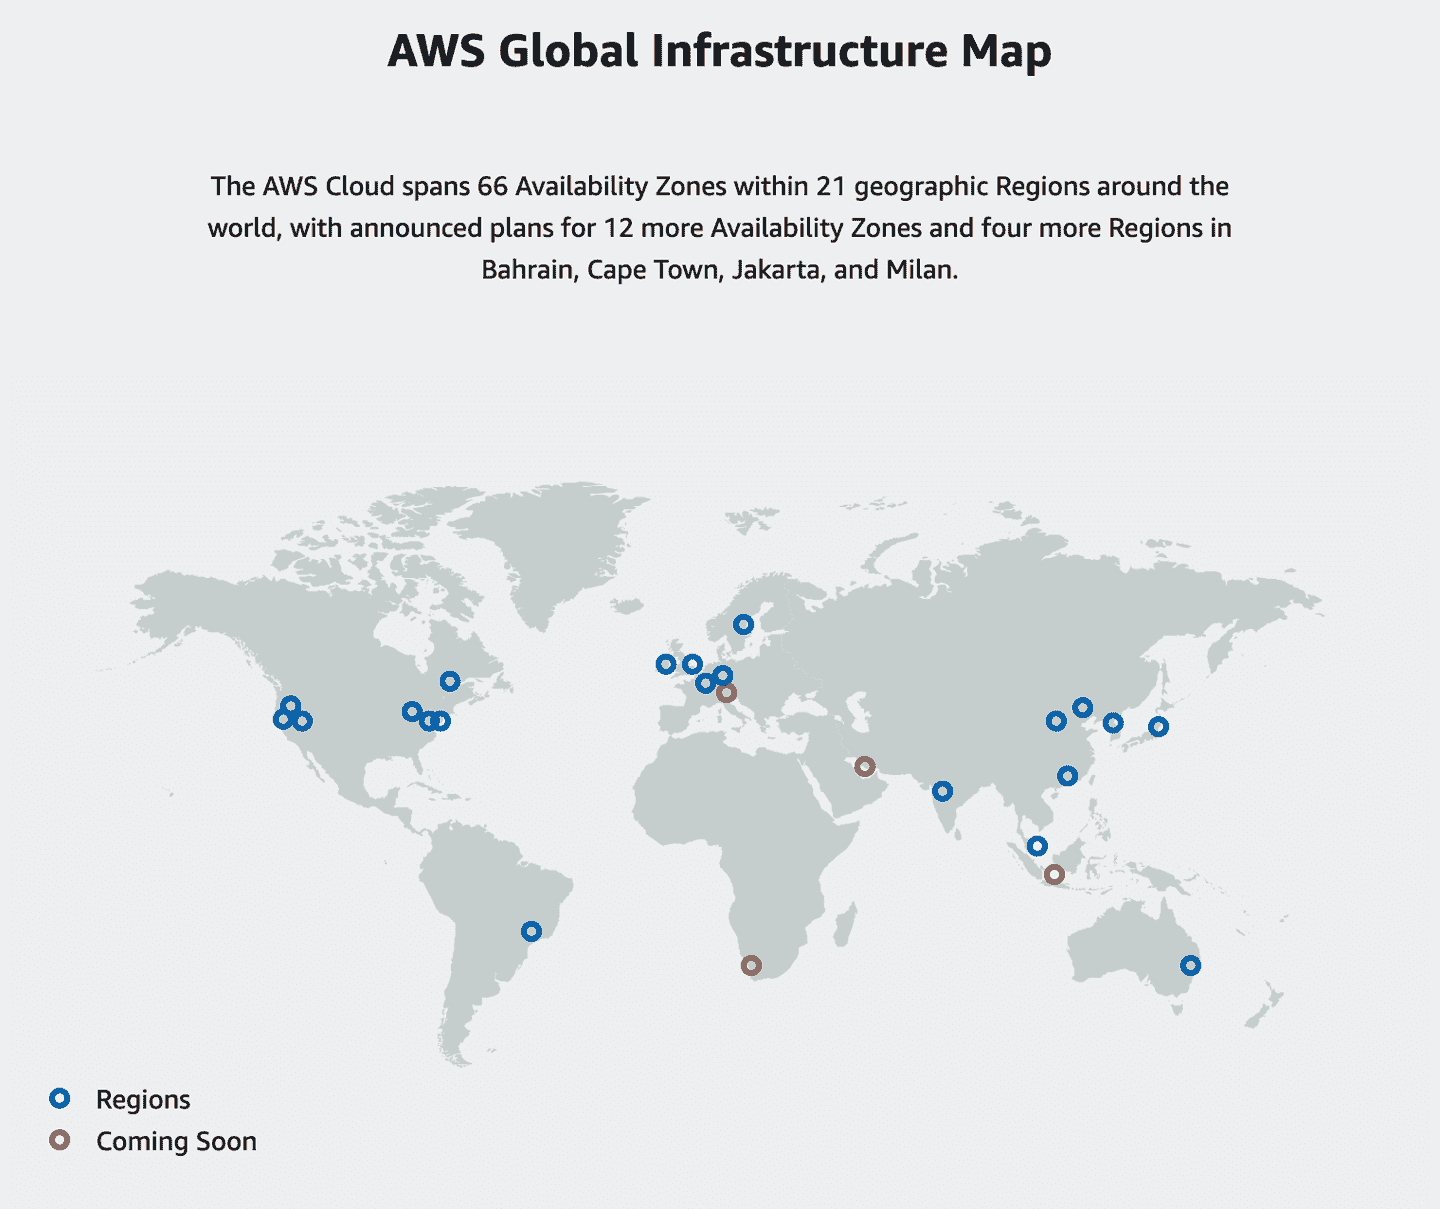 AWS Global Infrastructure Map
The AWS Cloud spans 66 Availability Zones within 21 geographic Regions around the
world, with announced plans for 12 more Availability Zones and four more Regions in
Bahrain, Cape Town, Jakarta, and Milan.
Regions
Coming Soon